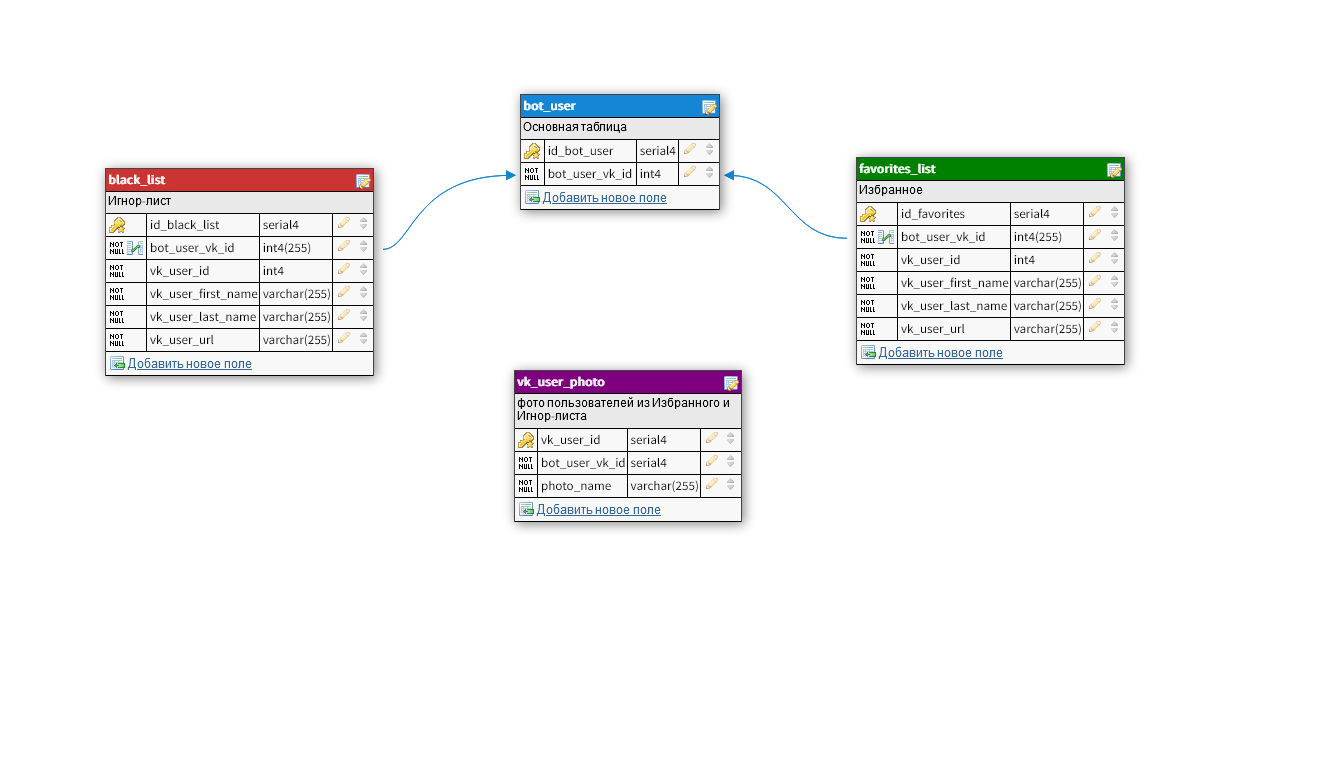 bot_user
Основная таблица
id_bot_user serial4
NOT NULL bot_user_vk_id int4
Добавить новое поле
black_list
Игнор-лист
id_black_list serial4
NOT NULL bot_user_vk_id int4(255)
NOT NULL vk_user_id int4
NOT NULL vk_user_first_name varchar(255)
NOT NULL vk_user_last_name varchar(255)
NOT NULL vk_user_url varchar(255)
Добавить новое поле
favorites_list
Избранное
id_favorites serial4
NOT NULL bot_user_vk_id int4(255)
NOT NULL vk_user_id int4
NOT NULL vk_user_first_name varchar(255)
NOT NULL vk_user_last_name varchar(255)
NOT NULL vk_user_url varchar(255)
Добавить новое поле
vk_user_photo
фото пользователей из Избранного и
Игнор-листа
vk_user_id serial4
NOT NULL bot_user_vk_id serial4
NOT NULL photo_name varchar(255)
Добавить новое поле